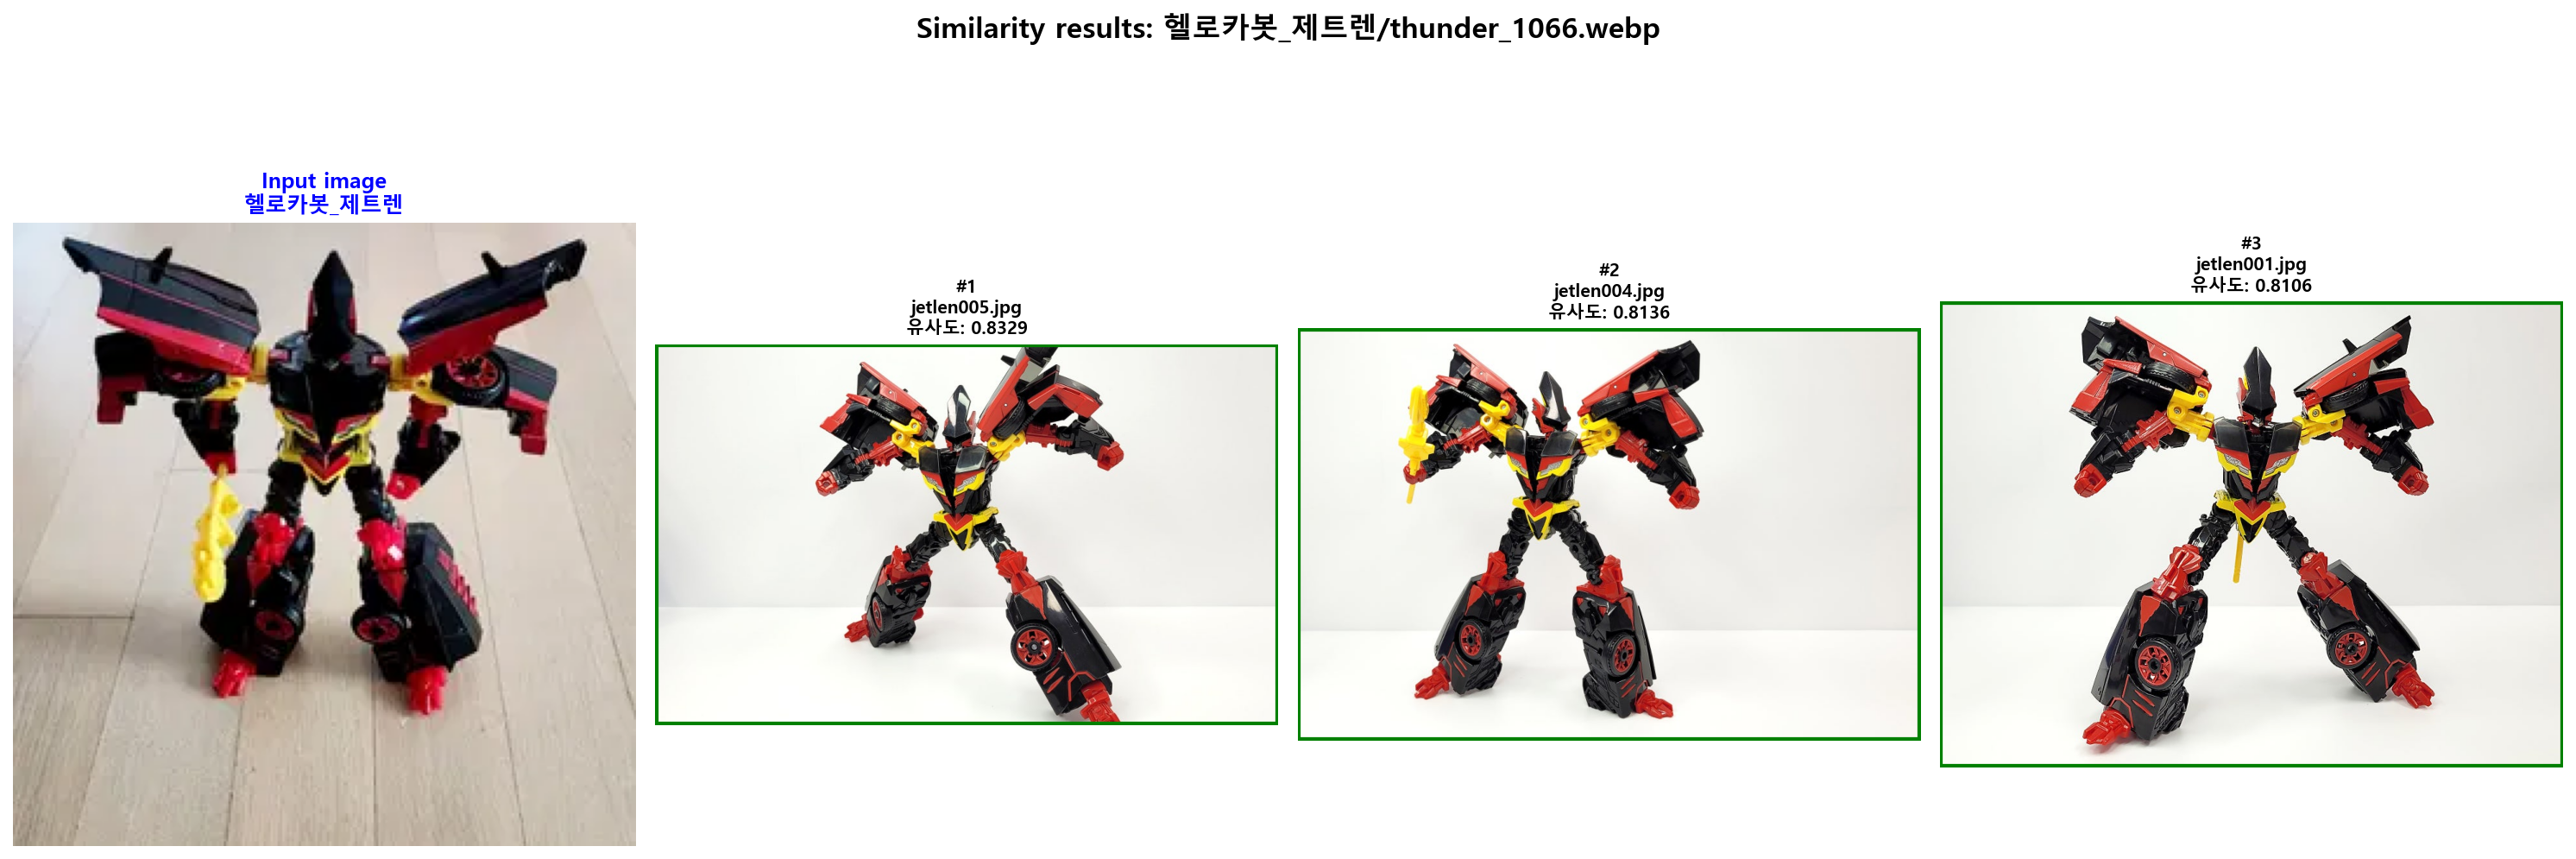 Similarity results: 헬로카봇_제트렌/thunder_1066.webp
Input image
헬로카봇_제트렌
#1
jetlen005.jpg
유사도: 0.8329
#2
jetlen004.jpg
유사도: 0.8136
#3
jetlen001.jpg
유사도: 0.8106